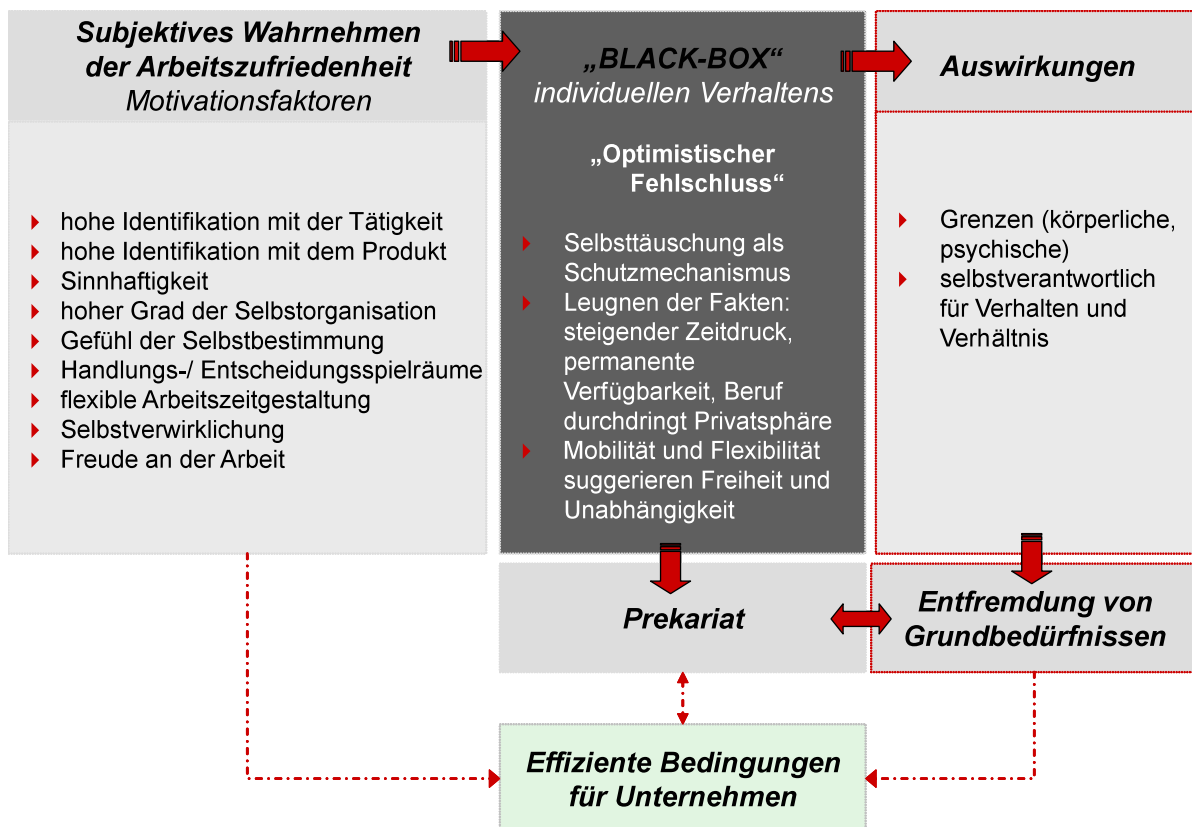 Subjektives Wahrnehmen
der Arbeitszufriedenheit
Motivationsfaktoren
hohe Identifikation mit der Tätigkeit
hohe Identifikation mit dem Produkt
Sinnhaftigkeit
hoher Grad der Selbstorganisation
Gefühl der Selbstbestimmung
Handlungs-/ Entscheidungsspielräume
flexible Arbeitszeitgestaltung
Selbstverwirklichung
Freude an der Arbeit
„BLACK-BOX“
individuellen Verhaltens
„Optimistischer
Fehlschluss“
Selbsttäuschung als
Schutzmechanismus
Leugnen der Fakten:
steigender Zeitdruck,
permanente
Verfügbarkeit, Beruf
durchdringt Privatsphäre
Mobilität und Flexibilität
suggerieren Freiheit und
Unabhängigkeit
Auswirkungen
Grenzen (körperliche,
psychische)
selbstverantwortlich
für Verhalten und
Verhältnis
Prekariat
Entfremdung von
Grundbedürfnissen
Effiziente Bedingungen
für Unternehmen